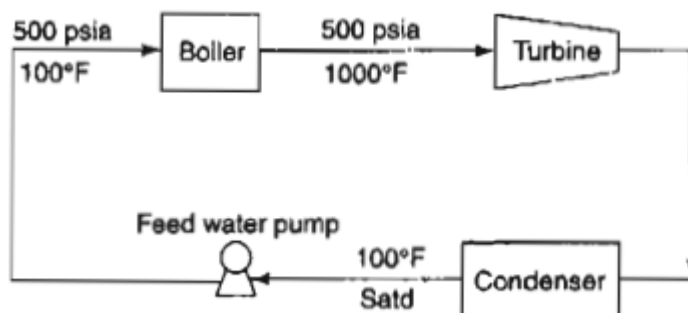 500 psia
100°F
Boiler
500 psia
1000°F
Turbine
Feed water pump
100°F
Satd
Condenser